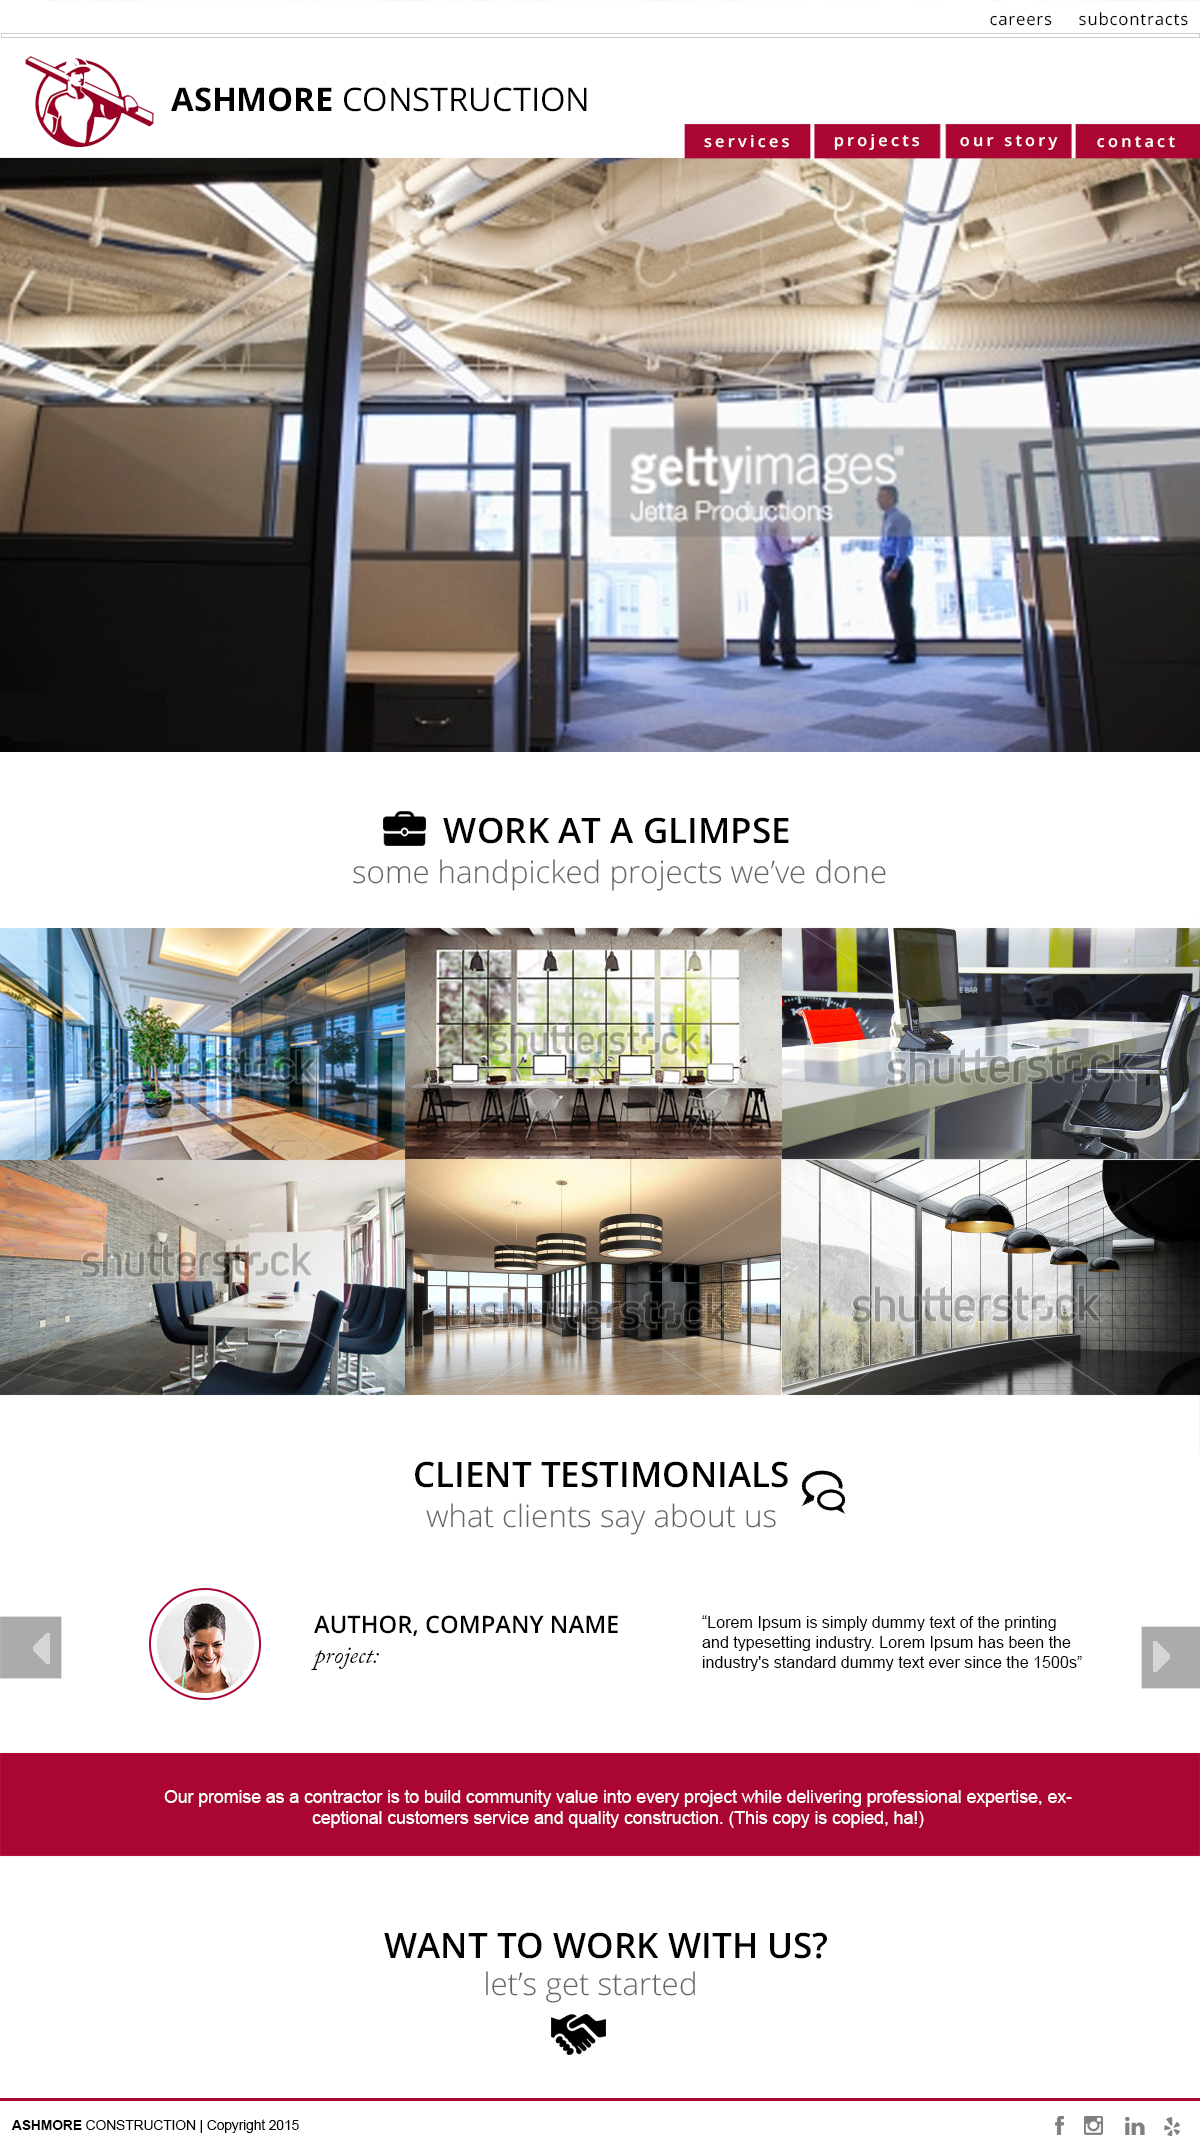 careers subcontracts
ASHMORE CONSTRUCTION
services projects our story contact
gettyimages®
Jetta Productions
WORK AT A GLIMPSE
some handpicked projects we've done
E BAR
shutterstock
shutterstock
shutterstock
shutterstock
shutterstock
shutterstock
CLIENT TESTIMONIALS
what clients say about us
AUTHOR, COMPANY NAME
project:
“Lorem Ipsum is simply dummy text of the printing
and typesetting industry. Lorem Ipsum has been the
industry's standard dummy text ever since the 1500s”
Our promise as a contractor is to build community value into every project while delivering professional expertise, ex-
ceptional customers service and quality construction. (This copy is copied, ha!)
WANT TO WORK WITH US?
let’s get started
ASHMORE CONSTRUCTION | Copyright 2015
f in